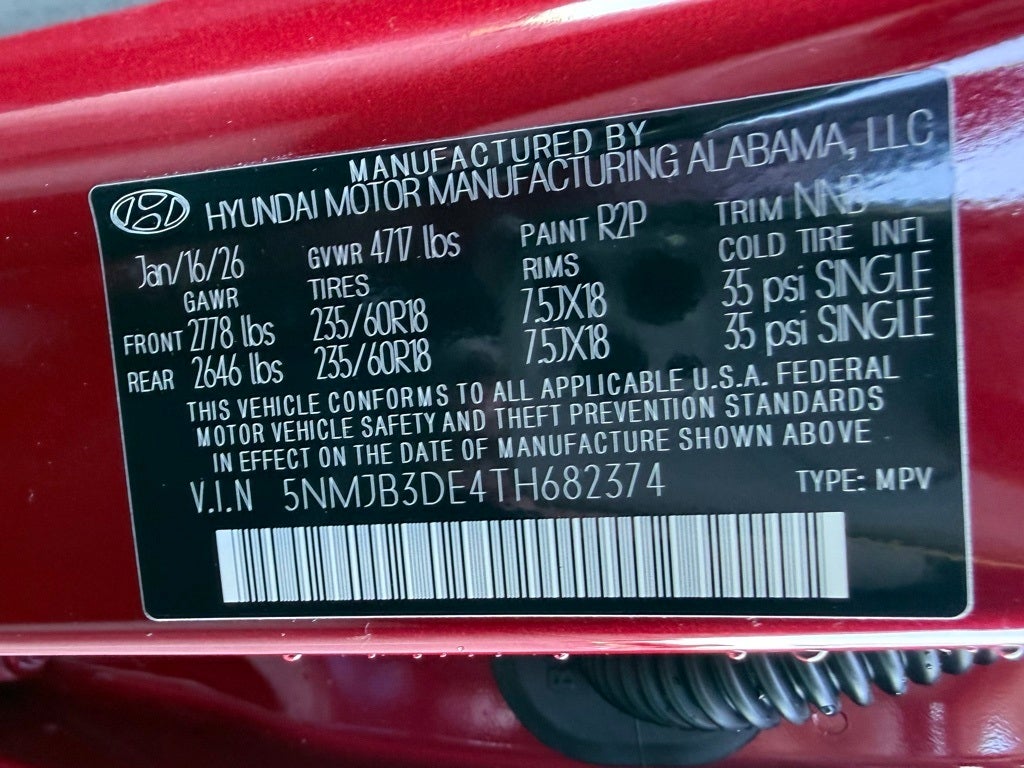 MANUFACTURED BY
HYUNDAI MOTOR MANUFACTURING ALABAMA, LLC
Jan/16/26 GVWR 4717 lbs PAINT R2P TRIM NNB
GAWR TIRES RIMS COLD TIRE INFL
FRONT 2778 lbs 235/60R18 7.5JX18 35 psi SINGLE
REAR 2646 lbs 235/60R18 7.5JX18 35 psi SINGLE
THIS VEHICLE CONFORMS TO ALL APPLICABLE U.S.A. FEDERAL
MOTOR VEHICLE SAFETY AND THEFT PREVENTION STANDARDS
IN EFFECT ON THE DATE OF MANUFACTURE SHOWN ABOVE
V.I.N 5NMJB3DE4TH682374 TYPE: MPV